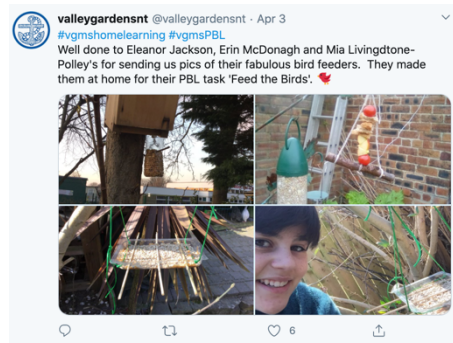 valleygardensnt @valleygardensnt · Apr 3
#vgmshomelearning #vgmsPBL
Well done to Eleanor Jackson, Erin McDonagh and Mia Livingdtone-
Polley's for sending us pics of their fabulous bird feeders. They made
them at home for their PBL task 'Feed the Birds'.
6